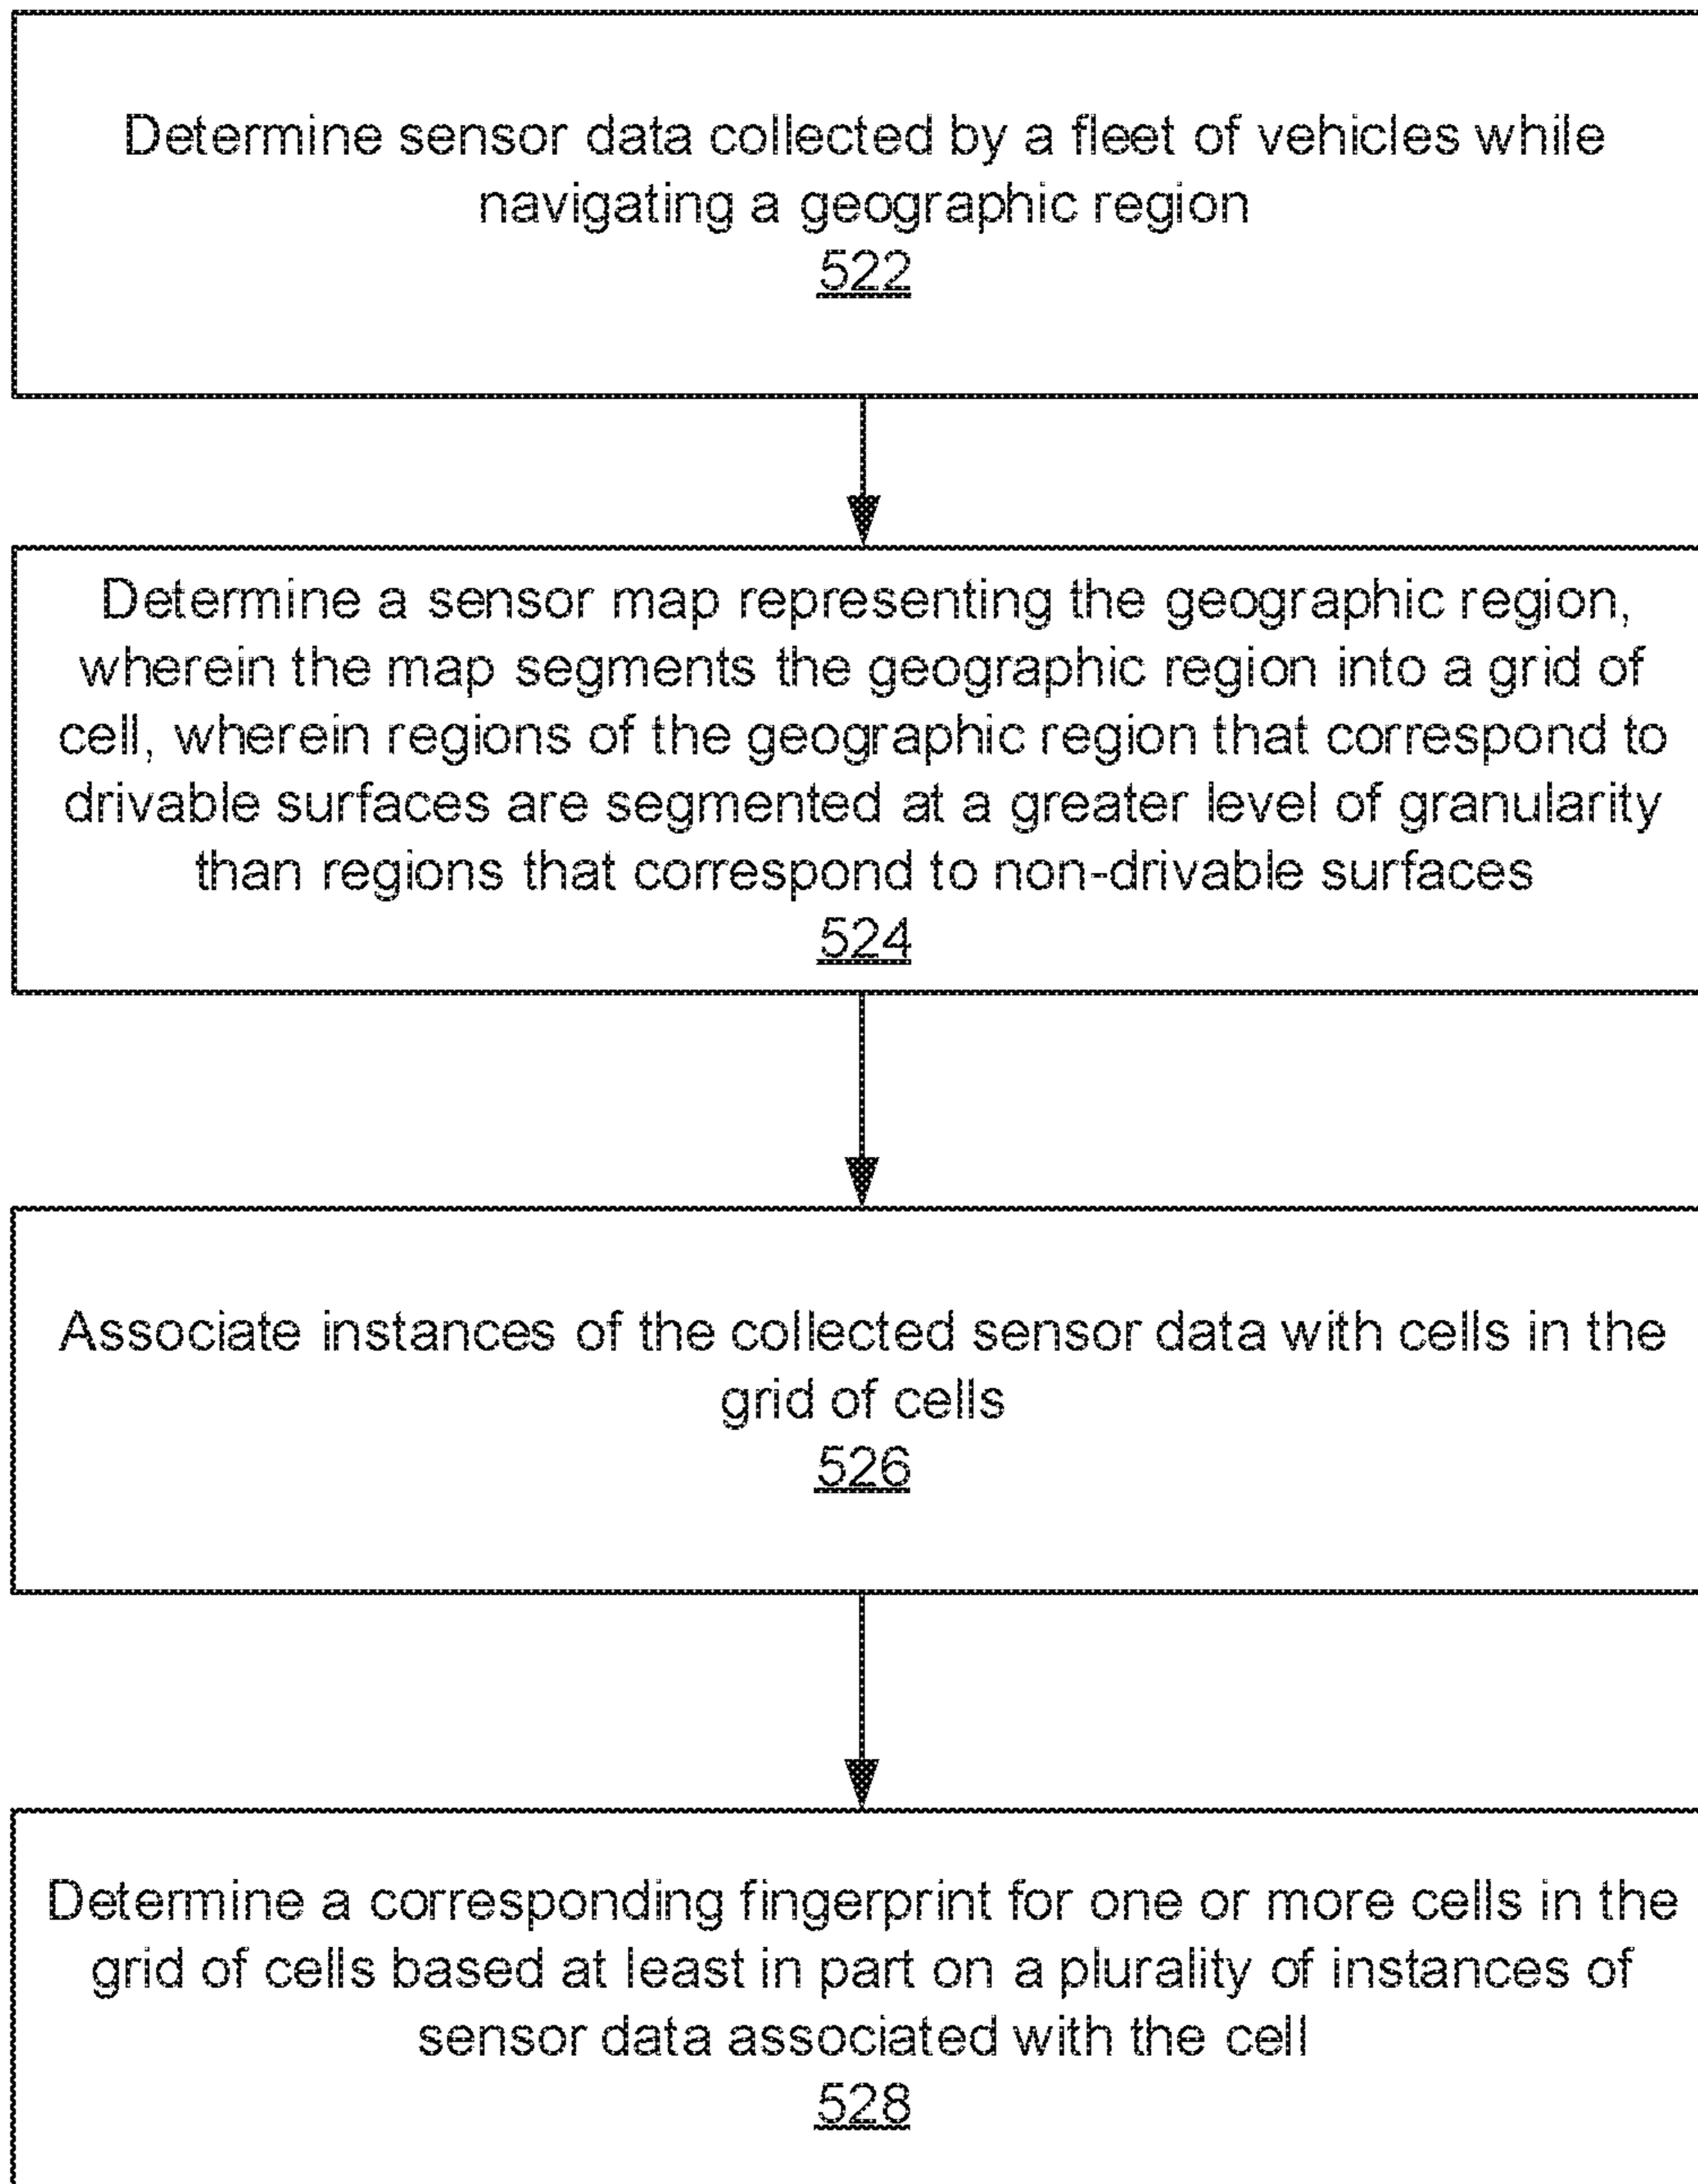 Determine sensor data collected by a fleet of vehicles while
navigating a geographic region
522
Determine a sensor map representing the geographic region,
wherein the map segments the geographic region into a grid of
cell, wherein regions of the geographic region that correspond to
drivable surfaces are segmented at a greater level of granularity
than regions that correspond to non-drivable surfaces
524
Associate instances of the collected sensor data with cells in the
grid of cells
526
Determine a corresponding fingerprint for one or more cells in the
grid of cells based at least in part on a plurality of instances of
sensor data associated with the cell
528